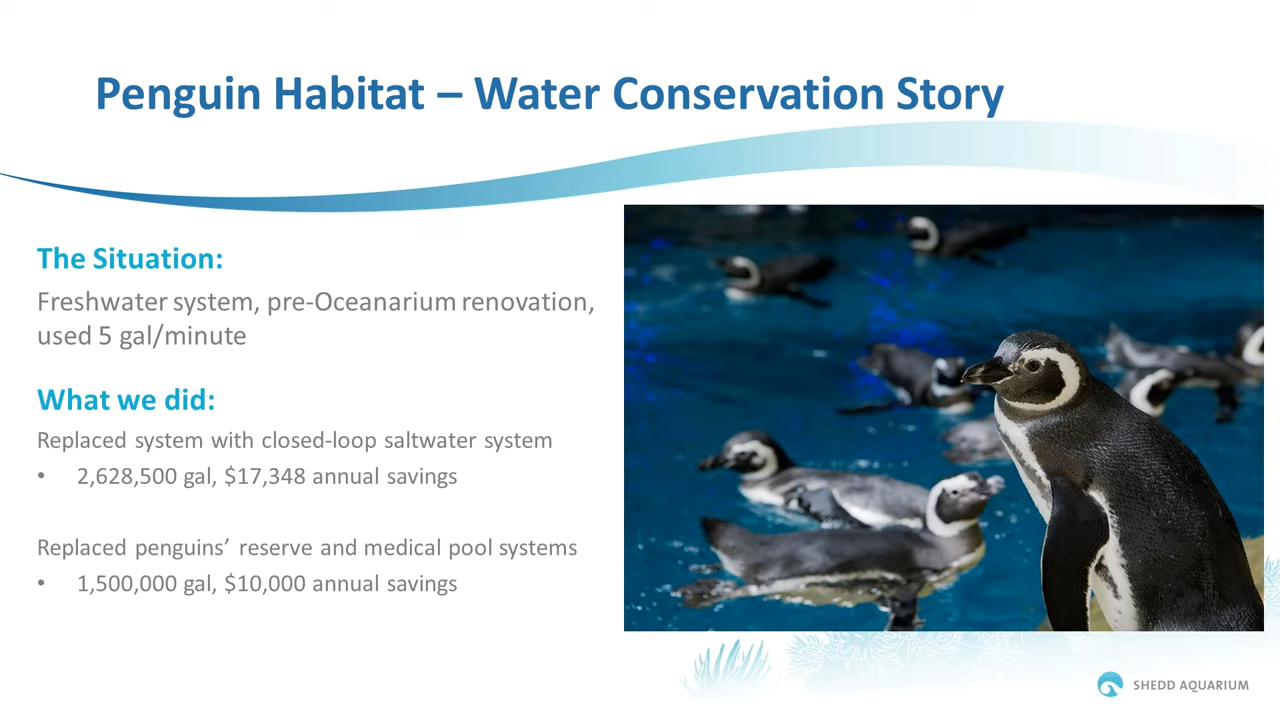 Penguin Habitat – Water Conservation Story
The Situation:
Freshwater system, pre-Oceanarium renovation,
used 5 gal/minute
What we did:
Replaced system with closed-loop saltwater system
• 2,628,500 gal, $17,348 annual savings
Replaced penguins’ reserve and medical pool systems
• 1,500,000 gal, $10,000 annual savings
SHEDD AQUARIUM